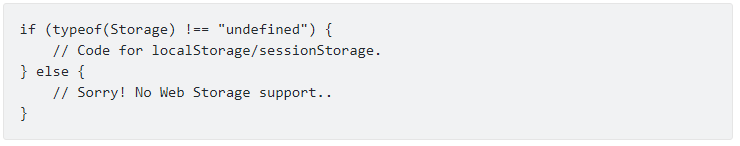 if (typeof(Storage) !== "undefined") {
    // Code for localStorage/sessionStorage.
} else {
    // Sorry! No Web Storage support..
}